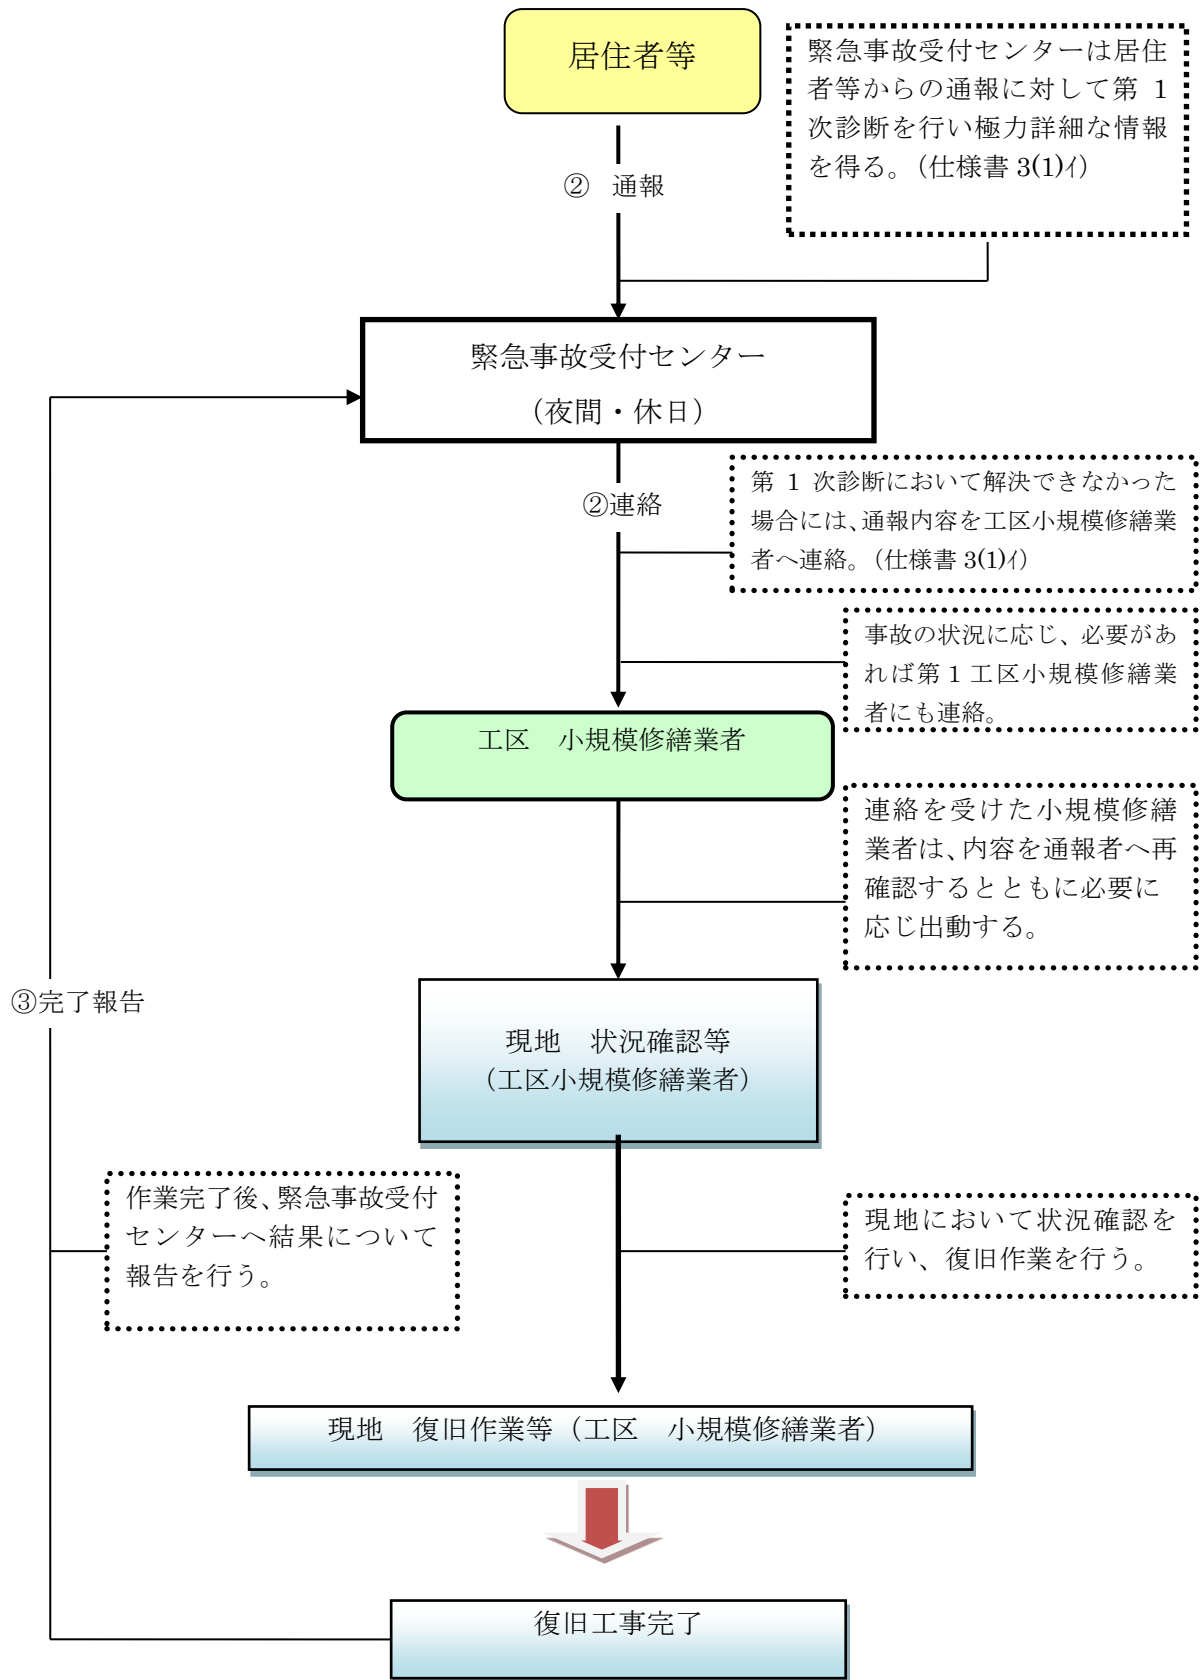 居住者等
緊急事故受付センターは居住
者等からの通報に対して第 1
次診断を行い極力詳細な情報
を得る。（仕様書 3(1)ｲ）
②　通報
緊急事故受付センター
（夜間・休日）
②連絡
第 1 次診断において解決できなかった
場合には、通報内容を工区小規模修繕業
者へ連絡。（仕様書 3(1)ｲ）
事故の状況に応じ、必要があ
れば第 1 工区小規模修繕業
者にも連絡。
工区　小規模修繕業者
連絡を受けた小規模修繕
業者は、内容を通報者へ再
確認するとともに必要に
応じ出動する。
③完了報告
現地　状況確認等
（工区小規模修繕業者）
作業完了後、緊急事故受付
センターへ結果について
報告を行う。
現地において状況確認を
行い、復旧作業を行う。
現地　復旧作業等（工区　小規模修繕業者）
復旧工事完了